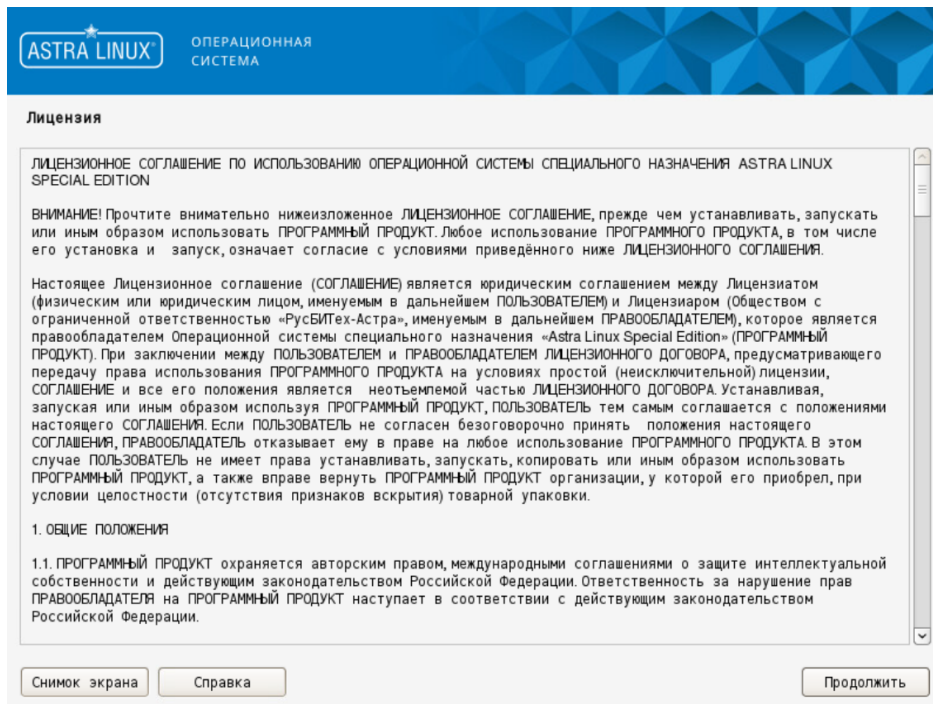 ASTRA LINUX®
ОПЕРАЦИОННАЯ
СИСТЕМА
Лицензия
ЛИЦЕНЗИОННОЕ СОГЛАШЕНИЕ ПО ИСПОЛЬЗОВАНИЮ ОПЕРАЦИОННОЙ СИСТЕМЫ СПЕЦИАЛЬНОГО НАЗНАЧЕНИЯ ASTRA LINUX
SPECIAL EDITION
ВНИМАНИЕ! Прочтите внимательно нижеизложенное ЛИЦЕНЗИОННОЕ СОГЛАШЕНИЕ, прежде чем устанавливать, запускать
или иным образом использовать ПРОГРАММНЫЙ ПРОДУКТ. Любое использование ПРОГРАММНОГО ПРОДУКТА, в том числе
его установка и запуск, означает согласие с условиями приведённого ниже ЛИЦЕНЗИОННОГО СОГЛАШЕНИЯ.
Настоящее Лицензионное соглашение (СОГЛАШЕНИЕ) является юридическим соглашением между Лицензиатом
(физическим или юридическим лицом, именуемым в дальнейшем ПОЛЬЗОВАТЕЛЕМ) и Лицензиаром (Обществом с
ограниченной ответственностью «РусБИТех-Астра», именуемым в дальнейшем ПРАВООБЛАДАТЕЛЕМ), которое является
правообладателем Операционной системы специального назначения «Astra Linux Special Edition» (ПРОГРАММНЫЙ
ПРОДУКТ). При заключении между ПОЛЬЗОВАТЕЛЕМ и ПРАВООБЛАДАТЕЛЕМ ЛИЦЕНЗИОННОГО ДОГОВОРА, предусматривающего
передачу права использования ПРОГРАММНОГО ПРОДУКТА на условиях простой (неисключительной) лицензии,
СОГЛАШЕНИЕ и все его положения является неотъемлемой частью ЛИЦЕНЗИОННОГО ДОГОВОРА. Устанавливая,
запуская или иным образом используя ПРОГРАММНЫЙ ПРОДУКТ, ПОЛЬЗОВАТЕЛЬ тем самым соглашается с положениями
настоящего СОГЛАШЕНИЯ. Если ПОЛЬЗОВАТЕЛЬ не согласен безоговорочно принять положения настоящего
СОГЛАШЕНИЯ, ПРАВООБЛАДАТЕЛЬ отказывает ему в праве на любое использование ПРОГРАММНОГО ПРОДУКТА. В этом
случае ПОЛЬЗОВАТЕЛЬ не имеет права устанавливать, запускать, копировать или иным образом использовать
ПРОГРАММНЫЙ ПРОДУКТ, а также вправе вернуть ПРОГРАММНЫЙ ПРОДУКТ организации, у которой его приобрел, при
условии целостности (отсутствия признаков вскрытия) товарной упаковки.
1. ОБЩИЕ ПОЛОЖЕНИЯ
1.1. ПРОГРАММНЫЙ ПРОДУКТ охраняется авторским правом, международными соглашениями о защите интеллектуальной
собственности и действующим законодательством Российской Федерации. Ответственность за нарушение прав
ПРАВООБЛАДАТЕЛЯ на ПРОГРАММНЫЙ ПРОДУКТ наступает в соответствии с действующим законодательством
Российской Федерации.
Снимок экрана
Справка
Продолжить